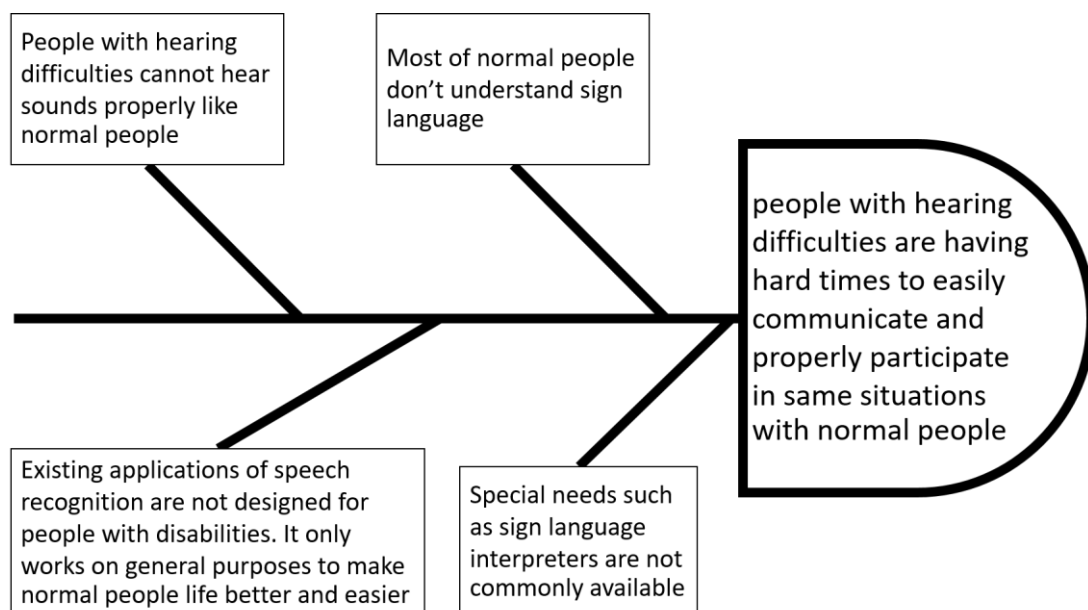 People with hearing
difficulties cannot hear
sounds properly like
normal people
Most of normal people
don't understand sign
language
people with hearing
difficulties are having
hard times to easily
communicate and
properly participate
in same situations
with normal people
Existing applications of speech
recognition are not designed for
people with disabilities. It only
works on general purposes to make
normal people life better and easier
Special needs such
as sign language
interpreters are not
commonly available